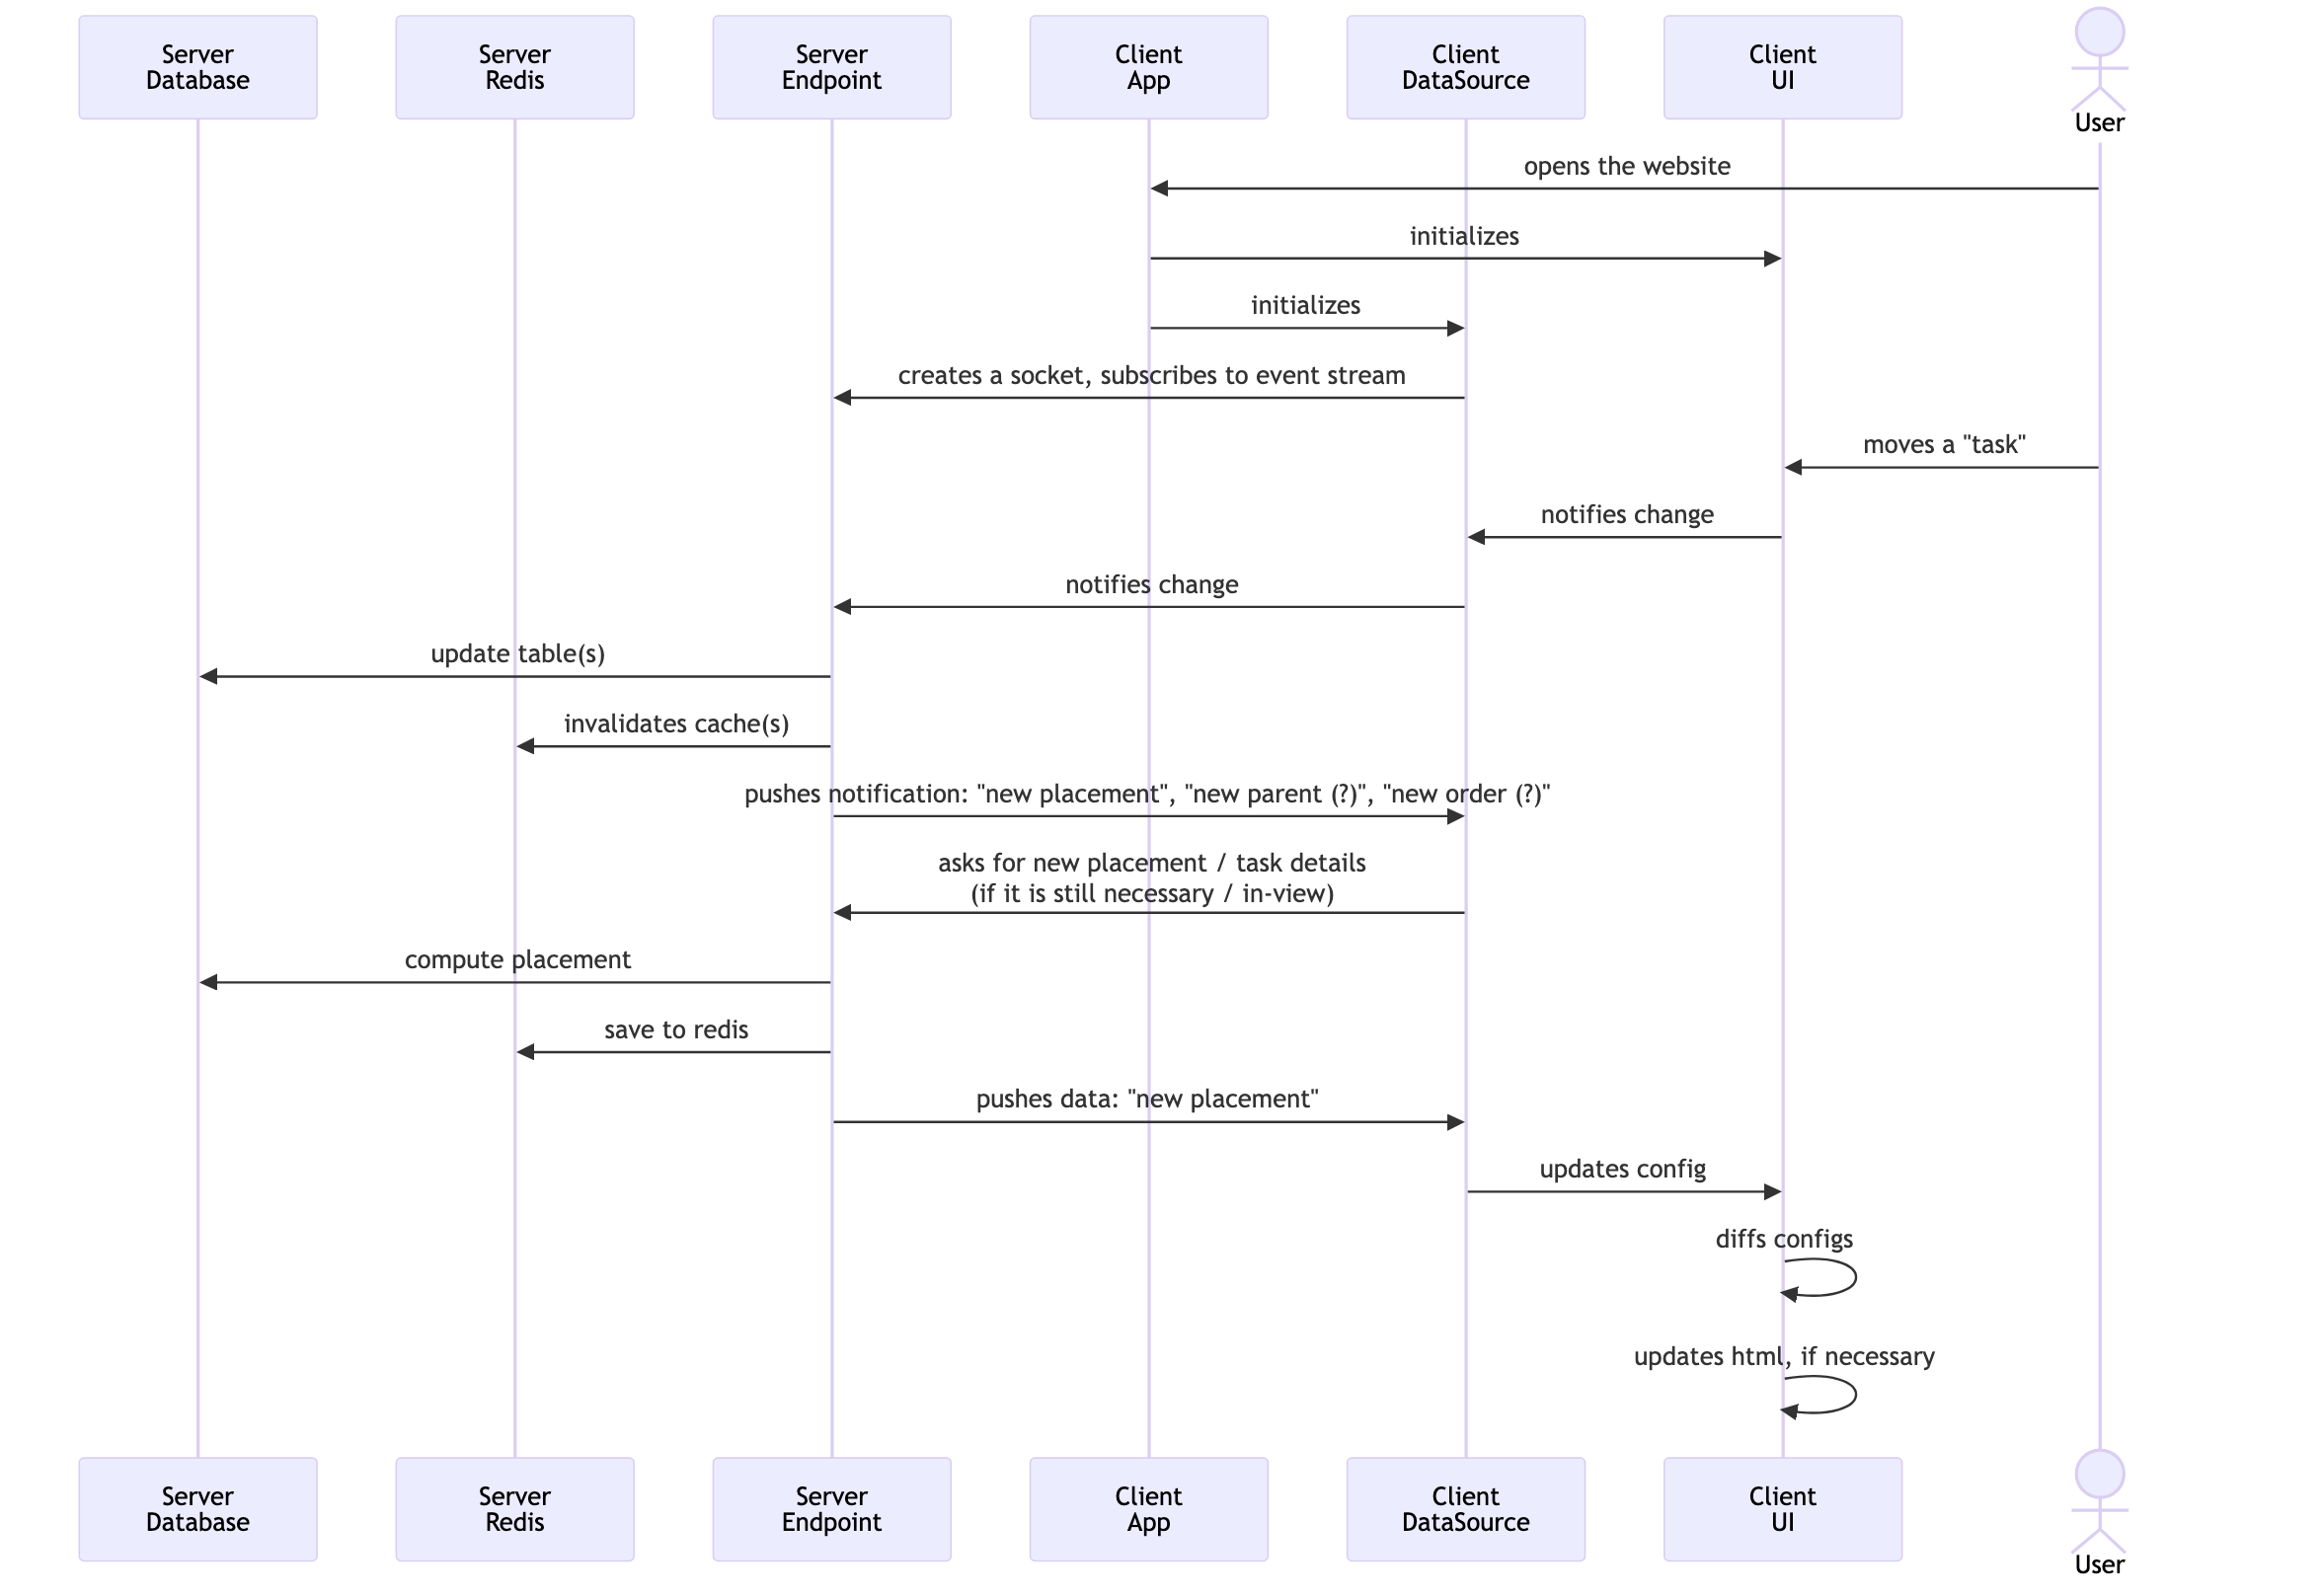 Server
Database
Server
Redis
Server
Endpoint
Client
App
Client
DataSource
Client
UI
User
opens the website
initializes
initializes
creates a socket, subscribes to event stream
moves a "task"
notifies change
notifies change
update table(s)
invalidates cache(s)
pushes notification: "new placement", "new parent (?)", "new order (?)"
asks for new placement / task details
(if it is still necessary / in-view)
compute placement
save to redis
pushes data: "new placement"
updates config
diffs configs
updates html, if necessary
Server
Database
Server
Redis
Server
Endpoint
Client
App
Client
DataSource
Client
UI
User